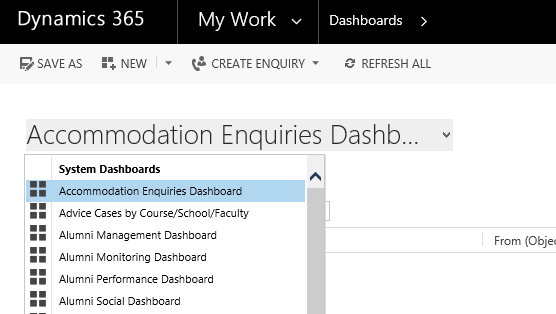 Dynamics 365 My Work Dashboards
SAVE AS NEW CREATE ENQUIRY REFRESH ALL
Accommodation Enquiries Dashb...
System Dashboards
Accommodation Enquiries Dashboard
Advice Cases by Course/School/Faculty
Alumni Management Dashboard
From (Objec
Alumni Monitoring Dashboard
Alumni Performance Dashboard
Alumni Social Dashboard